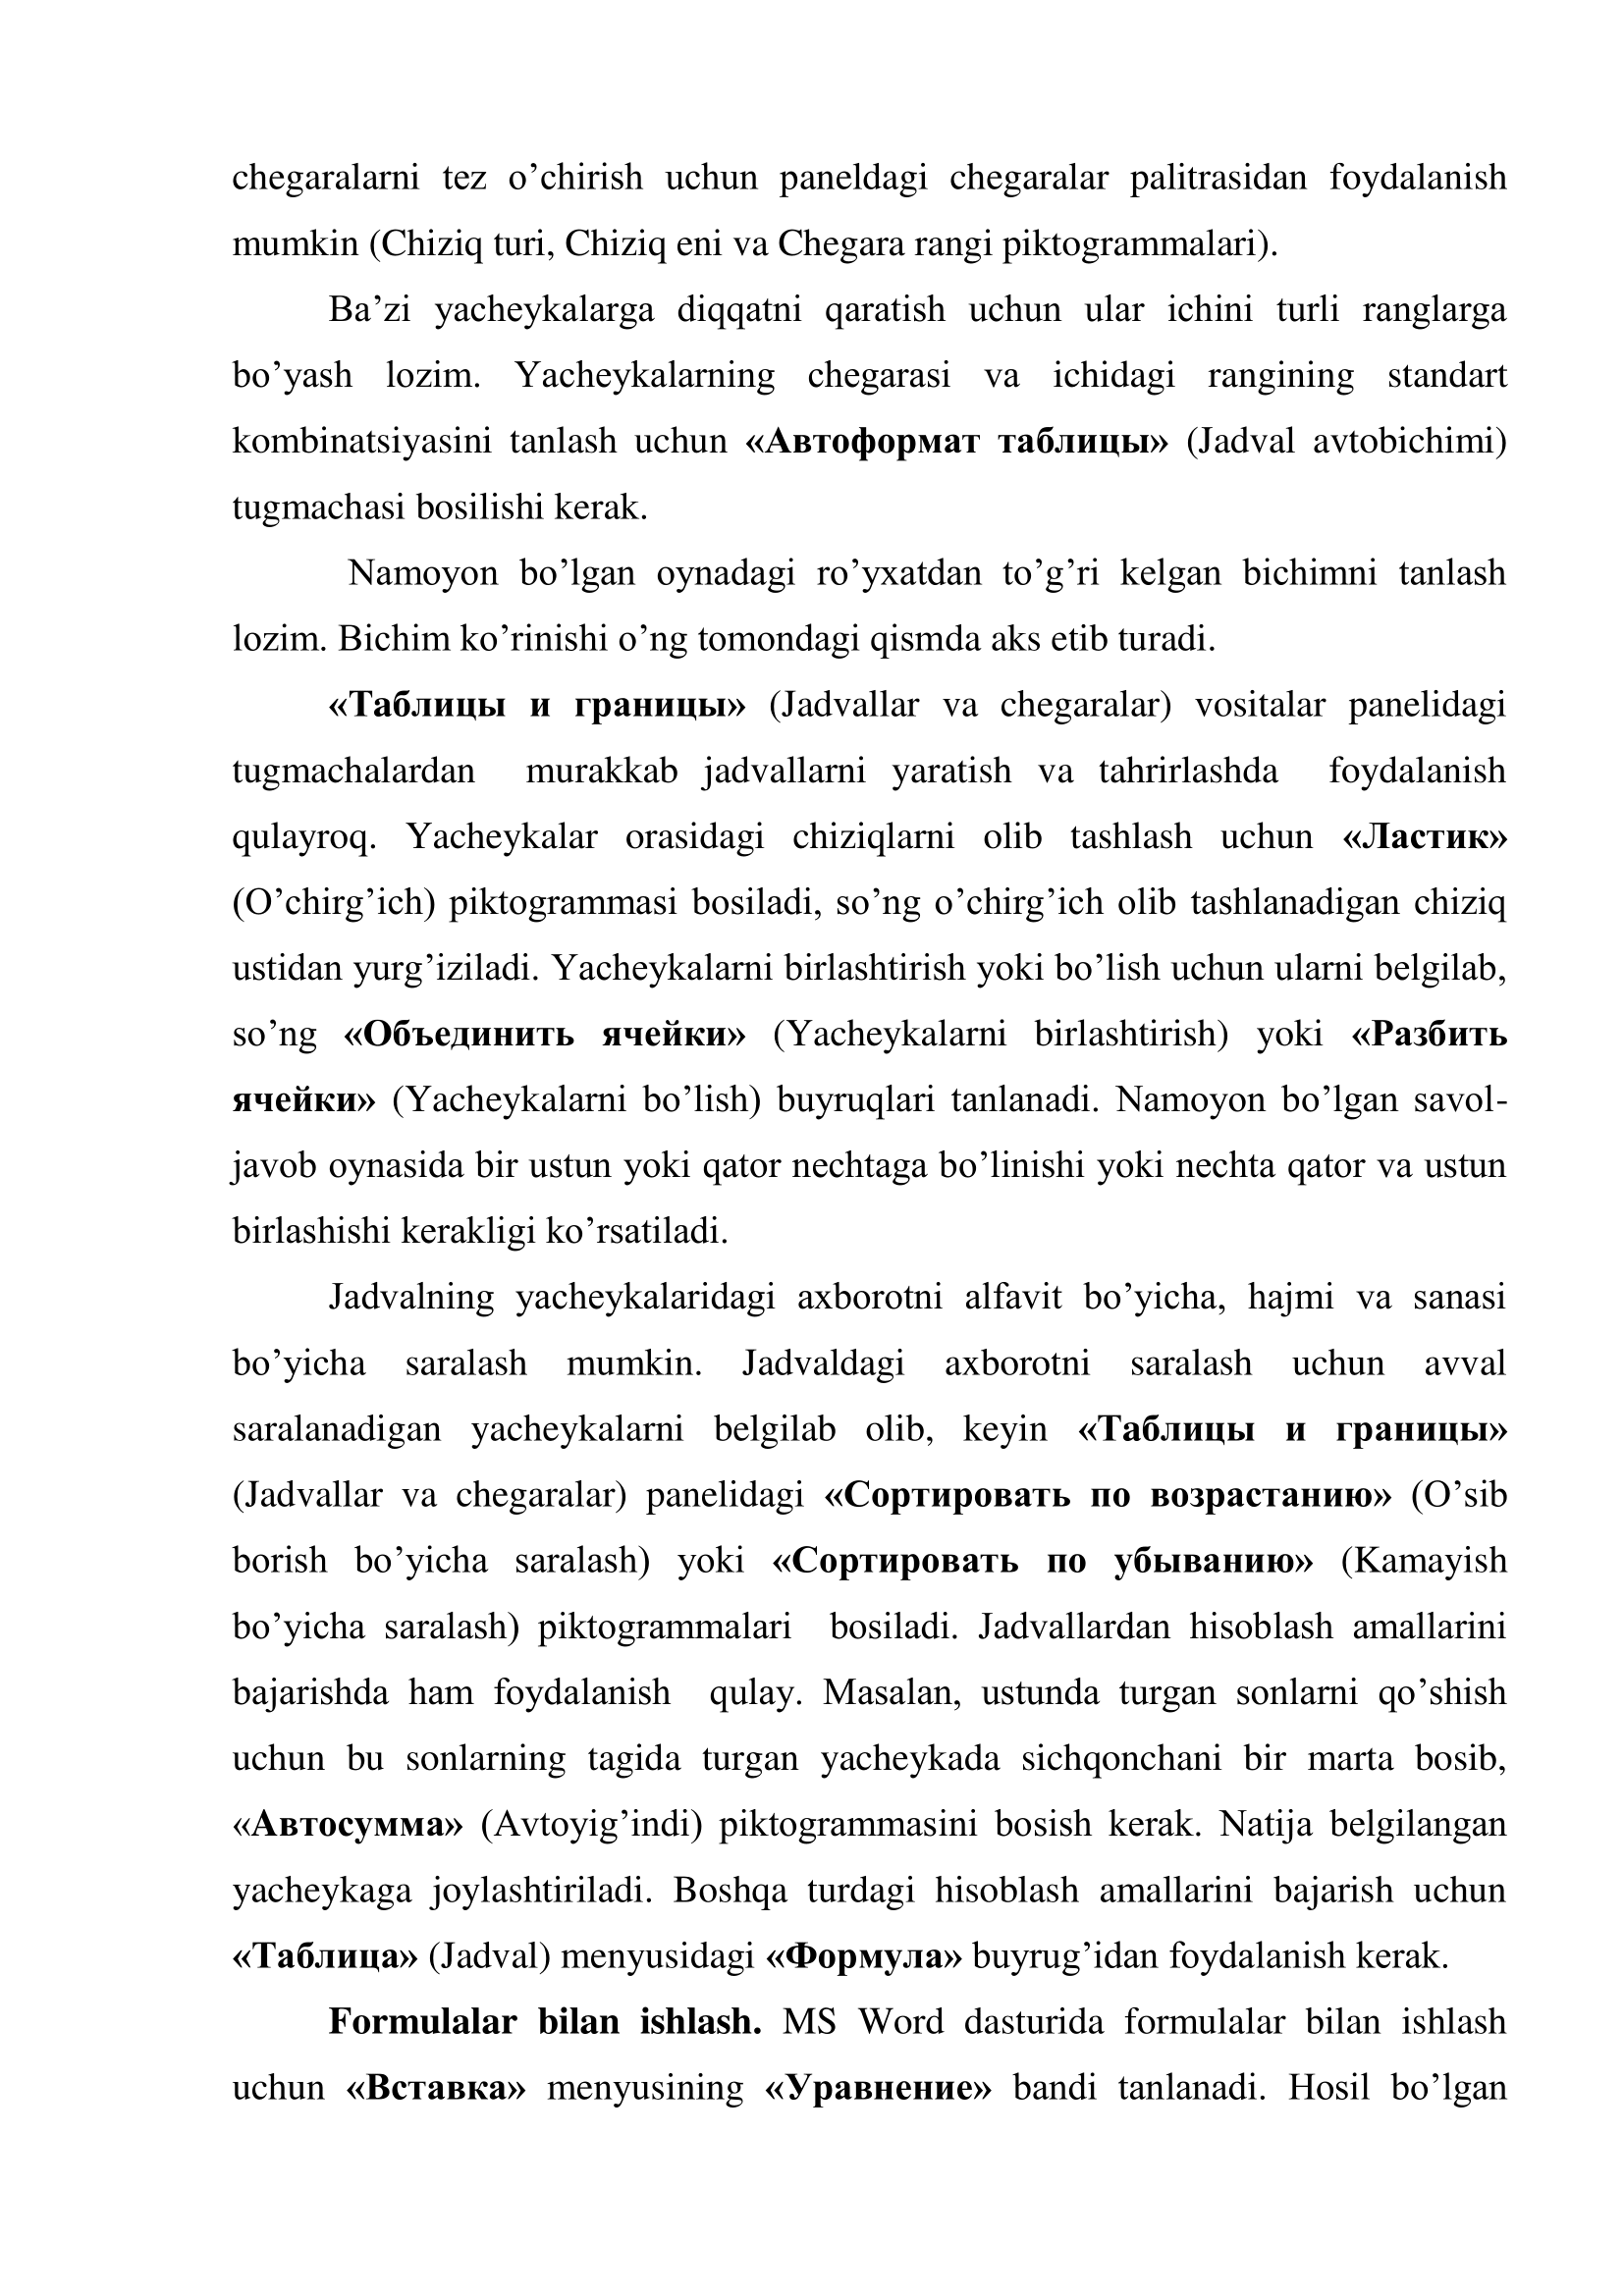 chegaralarni tez o’chirish uchun paneldagi chegaralar palitrasidan foydalanish
mumkin (Chiziq turi, Chiziq eni va Chegara rangi piktogrammalari).
Ba’zi yacheykalarga diqqatni qaratish uchun ular ichini turli ranglarga
bo’yash lozim. Yacheykalarning chegarasi va ichidagi rangining standart
kombinatsiyasini tanlash uchun «Автоформат таблицы» (Jadval avtobichimi)
tugmachasi bosilishi kerak.
Namoyon bo’lgan oynadagi ro’yxatdan to’g’ri kelgan bichimni tanlash
lozim. Bichim ko’rinishi o’ng tomondagi qismda aks etib turadi.
«Таблицы и границы» (Jadvallar va chegaralar) vositalar panelidagi
tugmachalardan murakkab jadvallarni yaratish va tahrirlashda foydalanish
qulayroq. Yacheykalar orasidagi chiziqlarni olib tashlash uchun «Ластик»
(O’chirg’ich) piktogrammasi bosiladi, so’ng o’chirg’ich olib tashlanadigan chiziq
ustidan yurg’iziladi. Yacheykalarni birlashtirish yoki bo’lish uchun ularni belgilab,
so’ng «Объединить ячейки» (Yacheykalarni birlashtirish) yoki «Разбить
ячейки» (Yacheykalarni bo’lish) buyruqlari tanlanadi. Namoyon bo’lgan savol-
javob oynasida bir ustun yoki qator nechtaga bo’linishi yoki nechta qator va ustun
birlashishi kerakligi ko’rsatiladi.
Jadvalning yacheykalaridagi axborotni alfavit bo’yicha, hajmi va sanasi
bo’yicha saralash mumkin. Jadvaldagi axborotni saralash uchun avval
saralanadigan yacheykalarni belgilab olib, keyin «Таблицы и границы»
(Jadvallar va chegaralar) panelidagi «Сортировать по возрастанию» (O’sib
borish bo’yicha saralash) yoki «Сортировать по убыванию» (Kamayish
bo’yicha saralash) piktogrammalari bosiladi. Jadvallardan hisoblash amallarini
bajarishda ham foydalanish qulay. Masalan, ustunda turgan sonlarni qo’shish
uchun bu sonlarning tagida turgan yacheykada sichqonchani bir marta bosib,
«Автосумма» (Avtoyig’indi) piktogrammasini bosish kerak. Natija belgilangan
yacheykaga joylashtiriladi. Boshqa turdagi hisoblash amallarini bajarish uchun
«Таблица» (Jadval) menyusidagi «Формула» buyrug’idan foydalanish kerak.
Formulalar bilan ishlash. MS Word dasturida formulalar bilan ishlash
uchun «Вставка» menyusining «Уравнение» bandi tanlanadi. Hosil bo’lgan